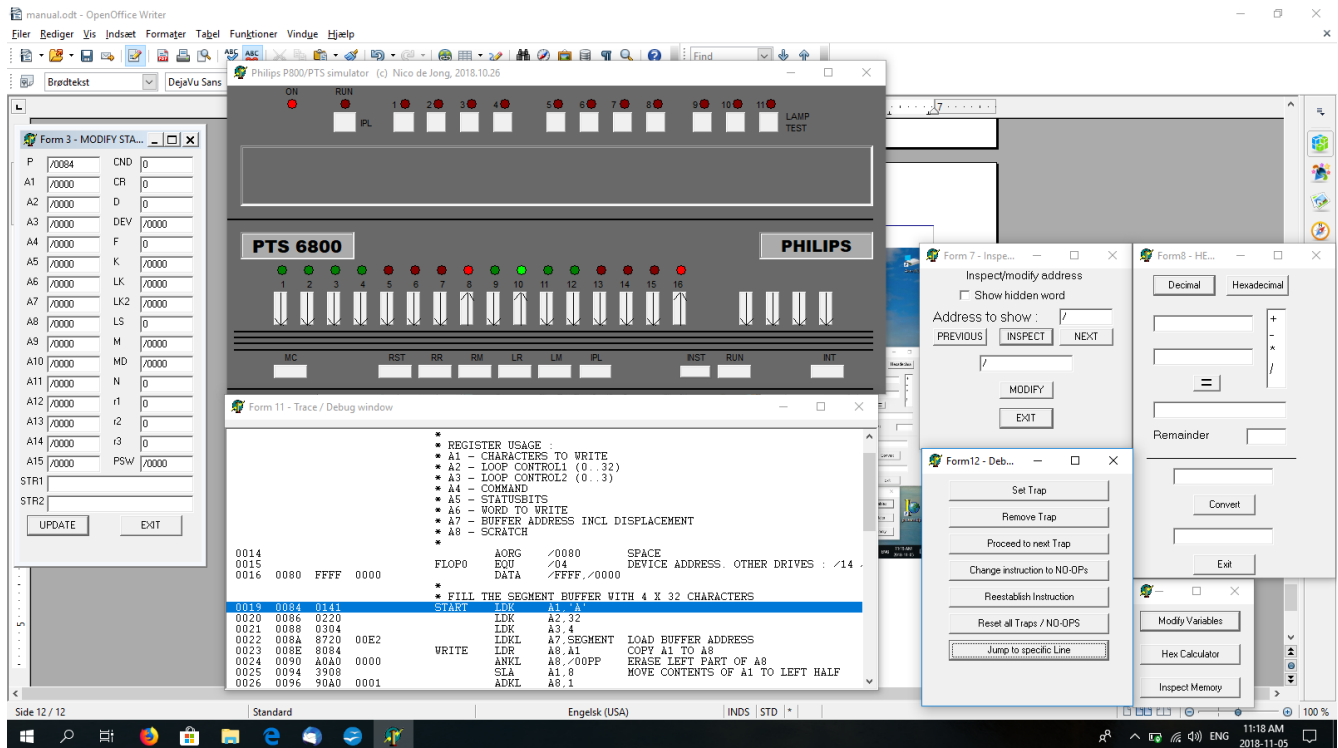 manual.odt - OpenOffice Writer
Filer Rediger Vis Indsæt Formater Tabel Funktioner Vindue Hjælp
Find
Brødtekst DejaVu Sans
Philips P800/PTS simulator (c) Nico de Jong, 2018.10.26
ON RUN
1 2 3 4 5 6 7 8 9 10 11
IPL
LAMP
TEST
PTS 6800
PHILIPS
1 2 3 4 5 6 7 8 9 10 11 12 13 14 15 16
MC RST RR RM LR LM IPL INST RUN INT
Form 3 - MODIFY STA...
P /0084 CND 0
A1 /0000 CR 0
A2 /0000 D 0
A3 /0000 DEV /0000
A4 /0000 F 0
A5 /0000 K /0000
A6 /0000 LK /0000
A7 /0000 LK2 /0000
A8 /0000 LS 0
A9 /0000 M /0000
A10 /0000 MD /0000
A11 /0000 N 0
A12 /0000 r1 0
A13 /0000 r2 0
A14 /0000 r3 0
A15 /0000 PSW /0000
STR1
STR2
UPDATE EXIT
Form 11 - Trace / Debug window
*
* REGISTER USAGE :
* A1 - CHARACTERS TO WRITE
* A2 - LOOP CONTROL1 (0..32)
* A3 - LOOP CONTROL2 (0..3)
* A4 - COMMAND
* A5 - STATUSBITS
* A6 - WORD TO WRITE
* A7 - BUFFER ADDRESS INCL DISPLACEMENT
* A8 - SCRATCH
*
0014 AORG /0080 SPACE
0015 FLOP0 EQU /04 DEVICE ADDRESS. OTHER DRIVES : /14
0016 0080 FFFF 0000 DATA /FFFF,/0000
*
* FILL THE SEGMENT BUFFER WITH 4 X 32 CHARACTERS
0019 0084 0141 START LDK A1,'A'
0020 0086 0220 LDK A2,32
0021 0088 0304 LDK A3,4
0022 008A 8720 00E2 LDKL A7,SEGMENT LOAD BUFFER ADDRESS
0023 008E 8084 WRITE LDR A8,A1 COPY A1 TO A8
0024 0090 A0A0 0000 ANKL A8,/00PP ERASE LEFT PART OF A8
0025 0094 3908 SLA A1,8 MOVE CONTENTS OF A1 TO LEFT HALF
0026 0096 90A0 0001 ADKL A8,1
Form 7 - Inspe...
Inspect/modify address
Show hidden word
Address to show : /
PREVIOUS INSPECT NEXT
/
MODIFY
EXIT
Form8 - HE...
Decimal Hexadecimal
+
-
*
/
=
Remainder
Convert
Exit
Form12 - Deb...
Set Trap
Remove Trap
Proceed to next Trap
Change instruction to NO-OPs
Reestablish Instruction
Reset all Traps / NO-OPS
Jump to specific Line
Modify Variables
Hex Calculator
Inspect Memory
7
Side 12 / 12 Standard Engelsk (USA) INDS STD * 100 %
ENG 11:18 AM
2018-11-05